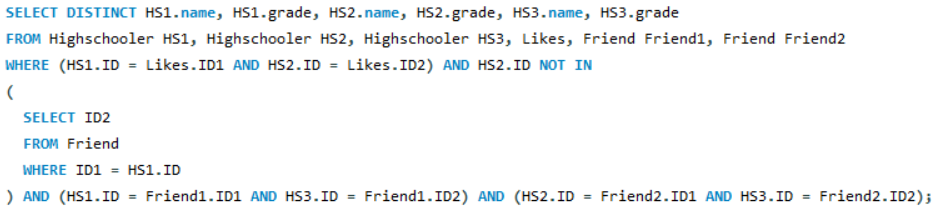 SELECT DISTINCT HS1.name, HS1.grade, HS2.name, HS2.grade, HS3.name, HS3.grade
FROM Highschooler HS1, Highschooler HS2, Highschooler HS3, Likes, Friend Friend1, Friend Friend2
WHERE (HS1.ID = Likes.ID1 AND HS2.ID = Likes.ID2) AND HS2.ID NOT IN
(
  SELECT ID2
  FROM Friend
  WHERE ID1 = HS1.ID
) AND (HS1.ID = Friend1.ID1 AND HS3.ID = Friend1.ID2) AND (HS2.ID = Friend2.ID1 AND HS3.ID = Friend2.ID2);